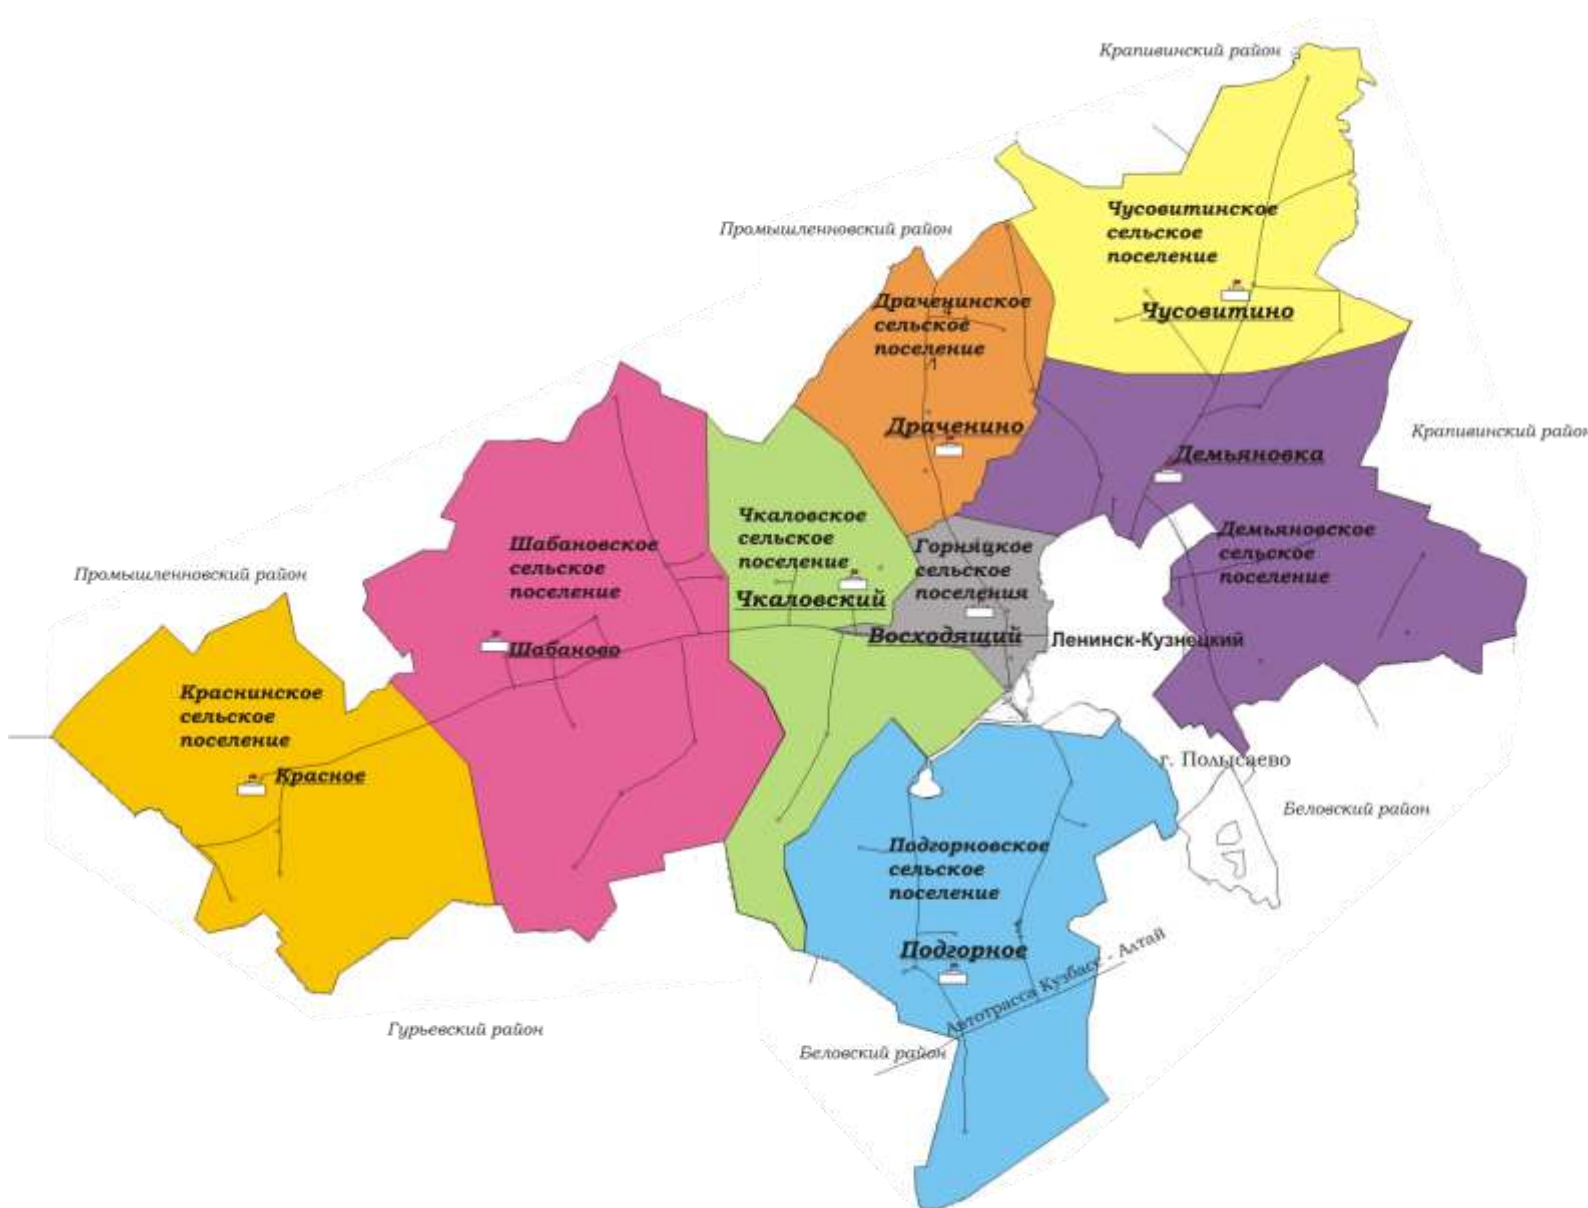 Крапивинский район
Чусовитинское
сельское
поселение
Промышленновский район
Драченинское
сельское
поселение
Чусовитино
Драченино
Крапивинский район
Демьяновка
Чкаловское
сельское
поселение
Демьяновское
сельское
поселение
Шабановское
сельское
поселение
Горняцкое
сельское
поселения
Промышленновский район
Чкаловский
Восходящий
Ленинск-Кузнецкий
Шабаново
Краснинское
сельское
поселение
г. Полысаево
Красное
Беловский район
Подгорновское
сельское
поселение
Подгорное
Автотрасса Кузбасс - Алтай
Гурьевский район
Беловский район